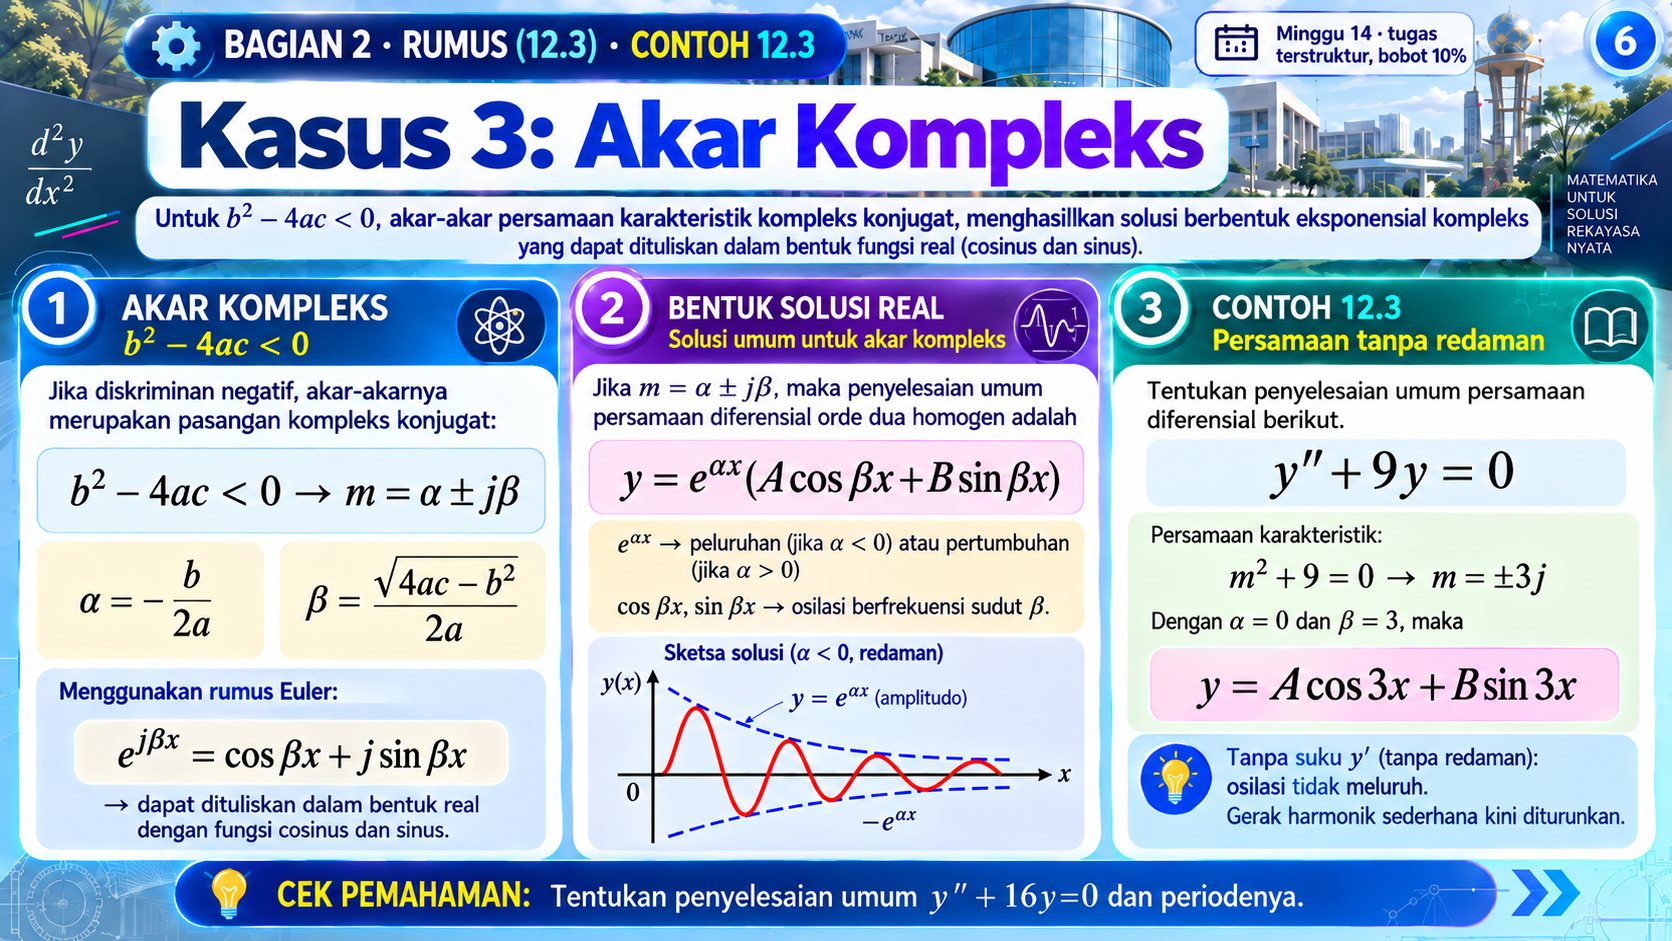 BAGIAN 2 · RUMUS (12.3) · CONTOH 12.3
Minggu 14 · tugas
terstruktur, bobot 10%
6
Kasus 3: Akar Kompleks
d²y
dx²
MATEMATIKA
UNTUK
SOLUSI
REKAYASA
NYATA
Untuk b² − 4ac < 0, akar-akar persamaan karakteristik kompleks konjugat, menghasilkan solusi berbentuk eksponensial kompleks
yang dapat dituliskan dalam bentuk fungsi real (cosinus dan sinus).
1
AKAR KOMPLEKS
b² − 4ac < 0
Jika diskriminan negatif, akar-akarnya
merupakan pasangan kompleks konjugat:
b² − 4ac < 0 → m = α ± jβ
α = − b/2a
β = √(4ac − b²)/2a
Menggunakan rumus Euler:
e^{jβx} = cos βx + j sin βx
→ dapat dituliskan dalam bentuk real
dengan fungsi cosinus dan sinus.
2
BENTUK SOLUSI REAL
Solusi umum untuk akar kompleks
Jika m = α ± jβ, maka penyelesaian umum
persamaan diferensial orde dua homogen adalah
y = e^{αx}(A cos βx + B sin βx)
e^{αx} → peluruhan (jika α < 0) atau pertumbuhan
(jika α > 0)
cos βx, sin βx → osilasi berfrekuensi sudut β.
Sketsa solusi (α < 0, redaman)
y(x)
y = e^{αx} (amplitudo)
0
x
−e^{αx}
3
CONTOH 12.3
Persamaan tanpa redaman
Tentukan penyelesaian umum persamaan
diferensial berikut.
y″ + 9y = 0
Persamaan karakteristik:
m² + 9 = 0 → m = ±3j
Dengan α = 0 dan β = 3, maka
y = A cos 3x + B sin 3x
Tanpa suku y′ (tanpa redaman):
osilasi tidak meluruh.
Gerak harmonik sederhana kini diturunkan.
CEK PEMAHAMAN: Tentukan penyelesaian umum y″ + 16y=0 dan periodenya.